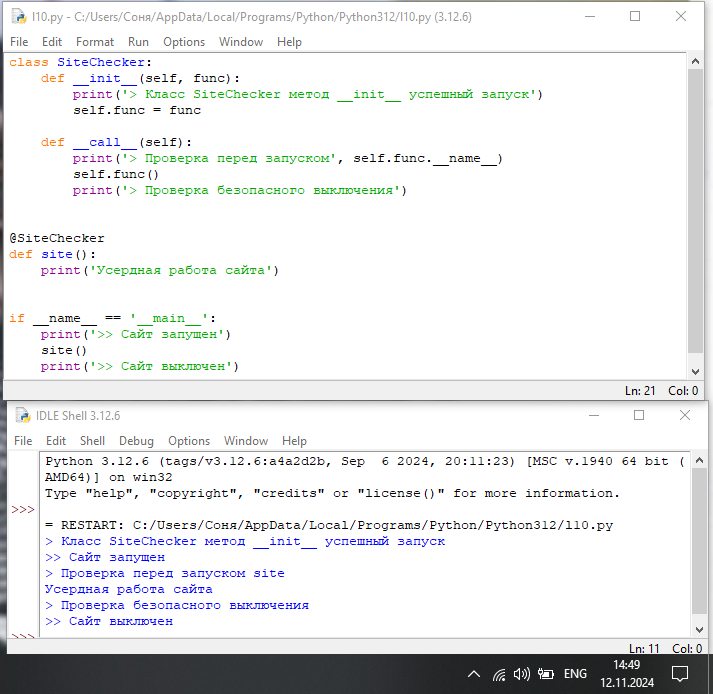 l10.py - C:/Users/Соня/AppData/Local/Programs/Python/Python312/l10.py (3.12.6)
File Edit Format Run Options Window Help
class SiteChecker:
    def __init__(self, func):
        print('> Класс SiteChecker метод __init__ успешный запуск')
        self.func = func
    def __call__(self):
        print('> Проверка перед запуском', self.func.__name__)
        self.func()
        print('> Проверка безопасного выключения')
@SiteChecker
def site():
    print('Усердная работа сайта')
if __name__ == '__main__':
    print('>> Сайт запущен')
    site()
    print('>> Сайт выключен')
Ln: 21 Col: 0
IDLE Shell 3.12.6
File Edit Shell Debug Options Window Help
Python 3.12.6 (tags/v3.12.6:a4a2d2b, Sep  6 2024, 20:11:23) [MSC v.1940 64 bit (
AMD64)] on win32
Type "help", "copyright", "credits" or "license()" for more information.
>>>
= RESTART: C:/Users/Соня/AppData/Local/Programs/Python/Python312/l10.py
> Класс SiteChecker метод __init__ успешный запуск
>> Сайт запущен
> Проверка перед запуском site
Усердная работа сайта
> Проверка безопасного выключения
>> Сайт выключен
>>>
Ln: 11 Col: 0
ENG
14:49
12.11.2024